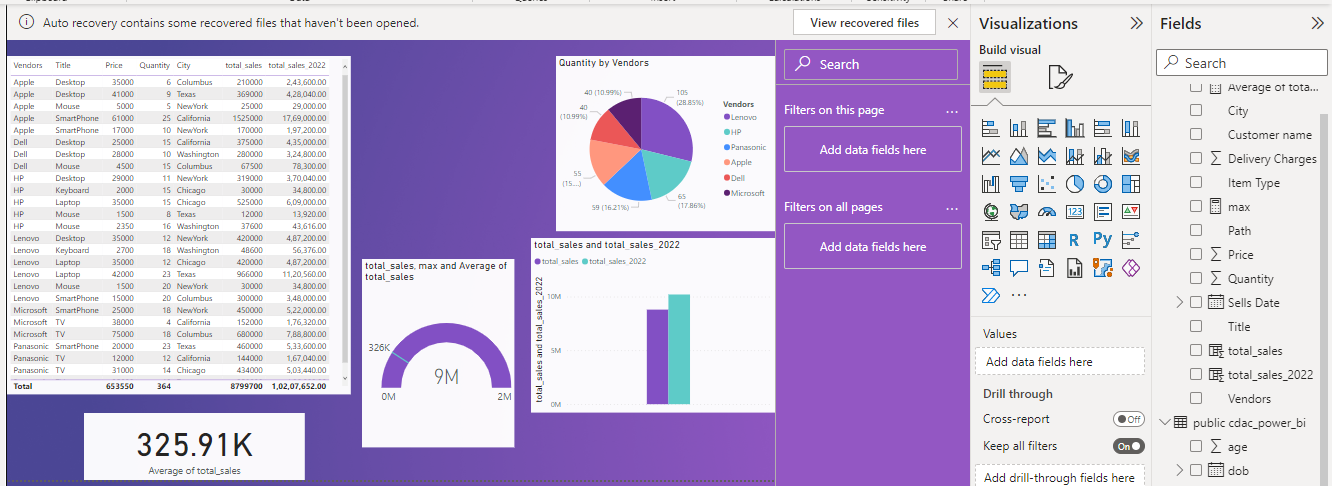 Auto recovery contains some recovered files that haven't been opened.
View recovered files
Vendors Title Price Quantity City total_sales total_sales_2022
Apple Desktop 35000 6 Columbus 210000 2,43,600.00
Apple Desktop 41000 9 Texas 369000 4,28,040.00
Apple Mouse 5000 5 NewYork 25000 29,000.00
Apple SmartPhone 61000 25 California 1525000 17,69,000.00
Apple SmartPhone 17000 10 NewYork 170000 1,97,200.00
Dell Desktop 25000 15 California 375000 4,35,000.00
Dell Desktop 28000 10 Washington 280000 3,24,800.00
Dell Mouse 4500 15 Columbus 67500 78,300.00
HP Desktop 29000 11 NewYork 319000 3,70,040.00
HP Keyboard 2000 15 Chicago 30000 34,800.00
HP Laptop 35000 15 Chicago 525000 6,09,000.00
HP Mouse 1500 8 Texas 12000 13,920.00
HP Mouse 2350 16 Washington 37600 43,616.00
Lenovo Desktop 35000 12 NewYork 420000 4,87,200.00
Lenovo Keyboard 2700 18 Washington 48600 56,376.00
Lenovo Laptop 35000 12 Chicago 420000 4,87,200.00
Lenovo Laptop 42000 23 Texas 966000 11,20,560.00
Lenovo Mouse 1500 20 NewYork 30000 34,800.00
Lenovo SmartPhone 15000 20 Columbus 300000 3,48,000.00
Microsoft SmartPhone 25000 18 NewYork 450000 5,22,000.00
Microsoft TV 38000 4 California 152000 1,76,320.00
Microsoft TV 75000 18 Columbus 680000 7,88,800.00
Panasonic SmartPhone 20000 23 Texas 460000 5,33,600.00
Panasonic TV 12000 12 California 144000 1,67,040.00
Panasonic TV 31000 14 Chicago 434000 5,03,440.00
Total 653550 364 8799700 1,02,07,652.00
325.91K
Average of total_sales
total_sales, max and Average of
total_sales
326K
9M
0M 2M
Quantity by Vendors
40 (10.99%)
40
(10.99%)
55
(15....)
59 (16.21%)
105
(28.85%)
65
(17.86%)
Vendors
Lenovo
HP
Panasonic
Apple
Dell
Microsoft
total_sales and total_sales_2022
total_sales total_sales_2022
total_sales and total_sales_2022
10M
5M
0M
Search
Filters on this page
Add data fields here
Filters on all pages
Add data fields here
Visualizations
Build visual
R
Py
123
Values
Add data fields here
Drill through
Cross-report
Off
Keep all filters
On
Add drill-through fields here
Fields
Search
Average of tota...
City
Customer name
Delivery Charges
Item Type
max
Path
Price
Quantity
Sells Date
Title
total_sales
total_sales_2022
Vendors
public cdac_power_bi
age
dob